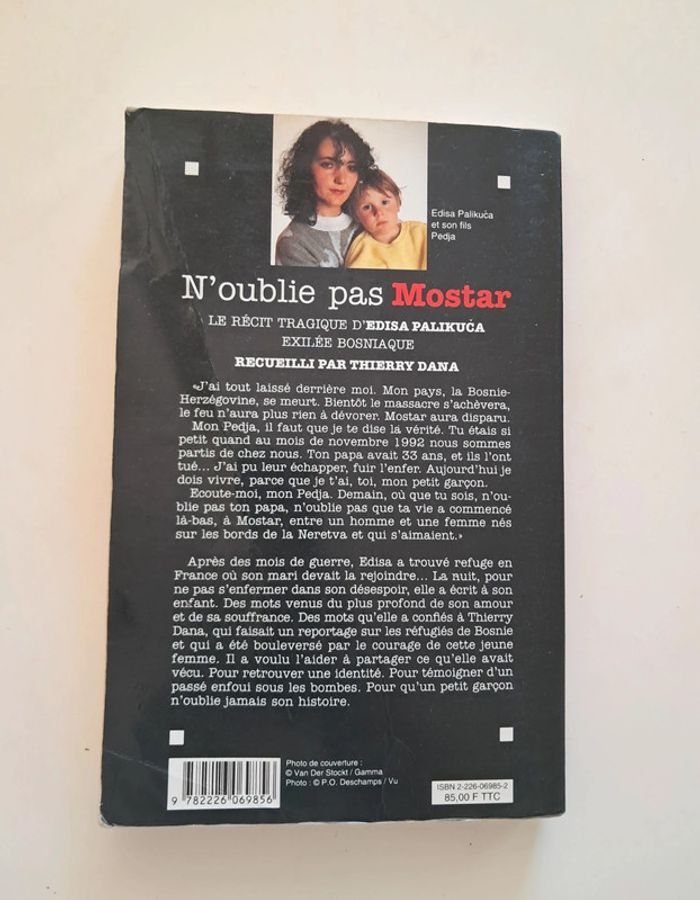 Edisa Palikuča
et son fils
Pedja
N'oublie pas Mostar
LE RÉCIT TRAGIQUE D'EDISA PALIKUČA
EXILÉE BOSNIAQUE
RECUEILLI PAR THIERRY DANA
«J'ai tout laissé derrière moi. Mon pays, la Bosnie-
Herzégovine, se meurt. Bientôt le massacre s'achèvera,
le feu n'aura plus rien à dévorer. Mostar aura disparu.
Mon Pedja, il faut que je te dise la vérité. Tu étais si
petit quand au mois de novembre 1992 nous sommes
partis de chez nous. Ton papa avait 33 ans, et ils l'ont
tué... J'ai pu leur échapper, fuir l'enfer. Aujourd'hui je
dois vivre, parce que je t'ai, toi, mon petit garçon.
Ecoute-moi, mon Pedja. Demain, où que tu sois, n'ou-
blie pas ton papa, n'oublie pas que ta vie a commencé
là-bas, à Mostar, entre un homme et une femme nés
sur les bords de la Neretva et qui s'aimaient.»
Après des mois de guerre, Edisa a trouvé refuge en
France où son mari devait la rejoindre... La nuit, pour
ne pas s'enfermer dans son désespoir, elle a écrit à son
enfant. Des mots venus du plus profond de son amour
et de sa souffrance. Des mots qu'elle a confiés à Thierry
Dana, qui faisait un reportage sur les réfugiés de Bosnie
et qui a été bouleversé par le courage de cette jeune
femme. Il a voulu l'aider à partager ce qu'elle avait
vécu. Pour retrouver une identité. Pour témoigner d'un
passé enfoui sous les bombes. Pour qu'un petit garçon
n'oublie jamais son histoire.
Photo de couverture :
© Van Der Stockt / Gamma
Photo : © P.O. Deschamps / Vu
9 782226 069856
ISBN 2-226-06985-2
85,00 F TTC